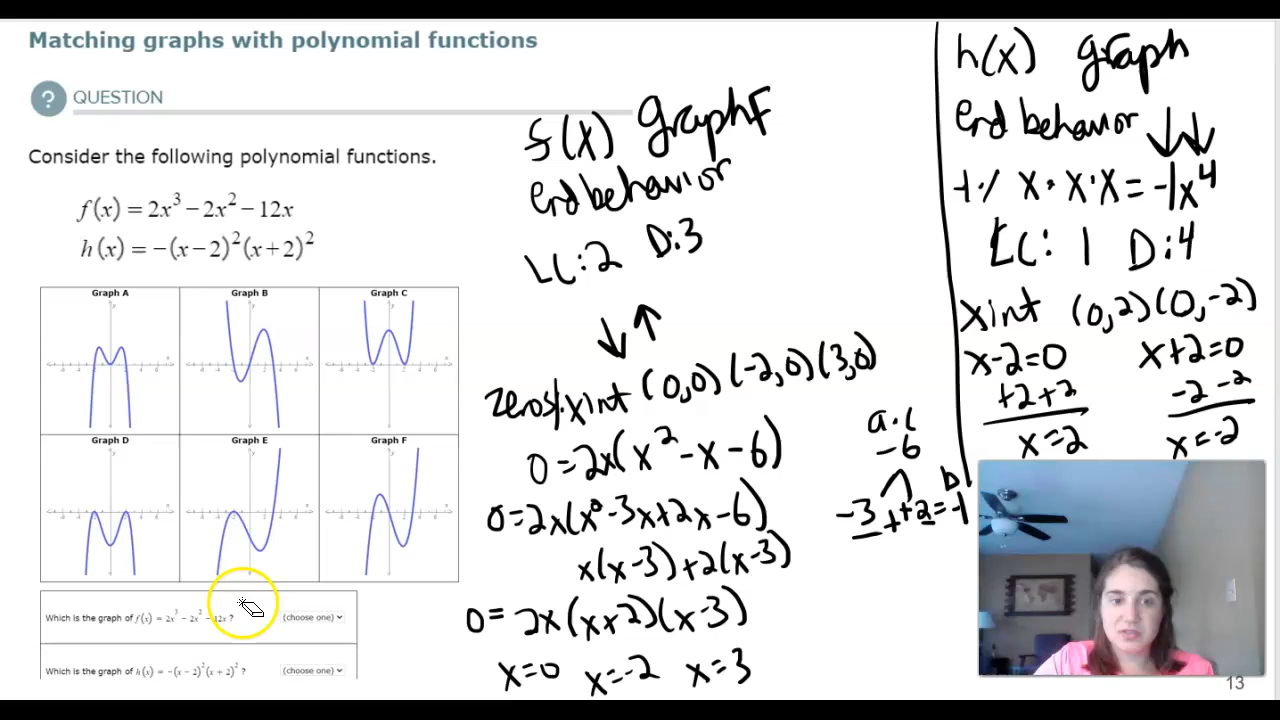 Matching graphs with polynomial functions
? QUESTION
Consider the following polynomial functions.
f(x) = 2x³ − 2x² − 12x
h(x) = −(x−2)²(x+2)²
Graph A Graph B Graph C
Graph D Graph E Graph F
Which is the graph of f(x) = 2x³ − 2x² − 12x ? (choose one)
Which is the graph of h(x) = −(x−2)²(x+2)² ? (choose one)
f(x) Graph F
End behavior
LC: 2 D: 3
↓ ↑
zeros/xint (0,0) (-2,0) (3,0)
0 = 2x(x² - x - 6)
0 = 2x(x² - 3x + 2x - 6)
x(x-3) + 2(x-3)
0 = 2x(x+2)(x-3)
x=0 x=-2 x=3
a·c
-6
b
-3 + +2 = -1
h(x) graph
End behavior ↓↓
x · x · x = -1x⁴
LC: 1 D: 4
xint (0,2) (0,-2)
x-2=0 x+2=0
+2 +2 -2 -2
x=2 x=-2
13